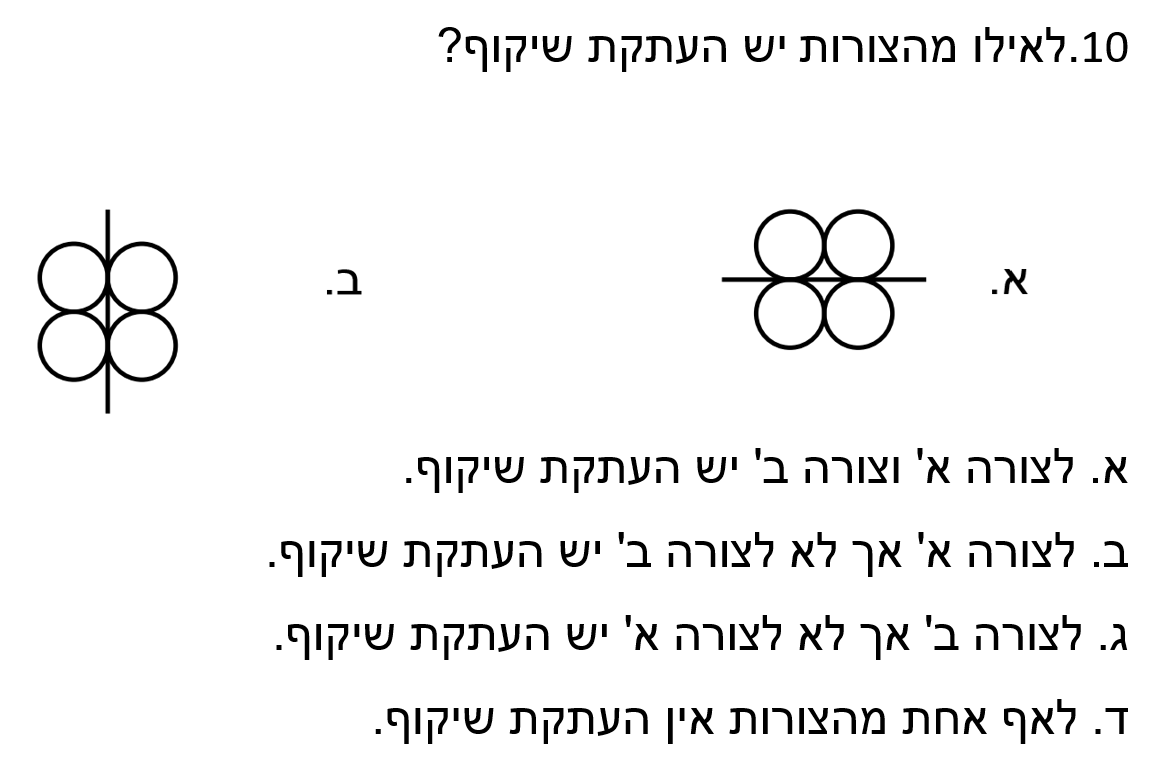 10.לאילו מהצורות יש העתקת שיקוף?
א.
ב.
א. לצורה א' וצורה ב' יש העתקת שיקוף.
ב. לצורה א' אך לא לצורה ב' יש העתקת שיקוף.
ג. לצורה ב' אך לא לצורה א' יש העתקת שיקוף.
ד. לאף אחת מהצורות אין העתקת שיקוף.